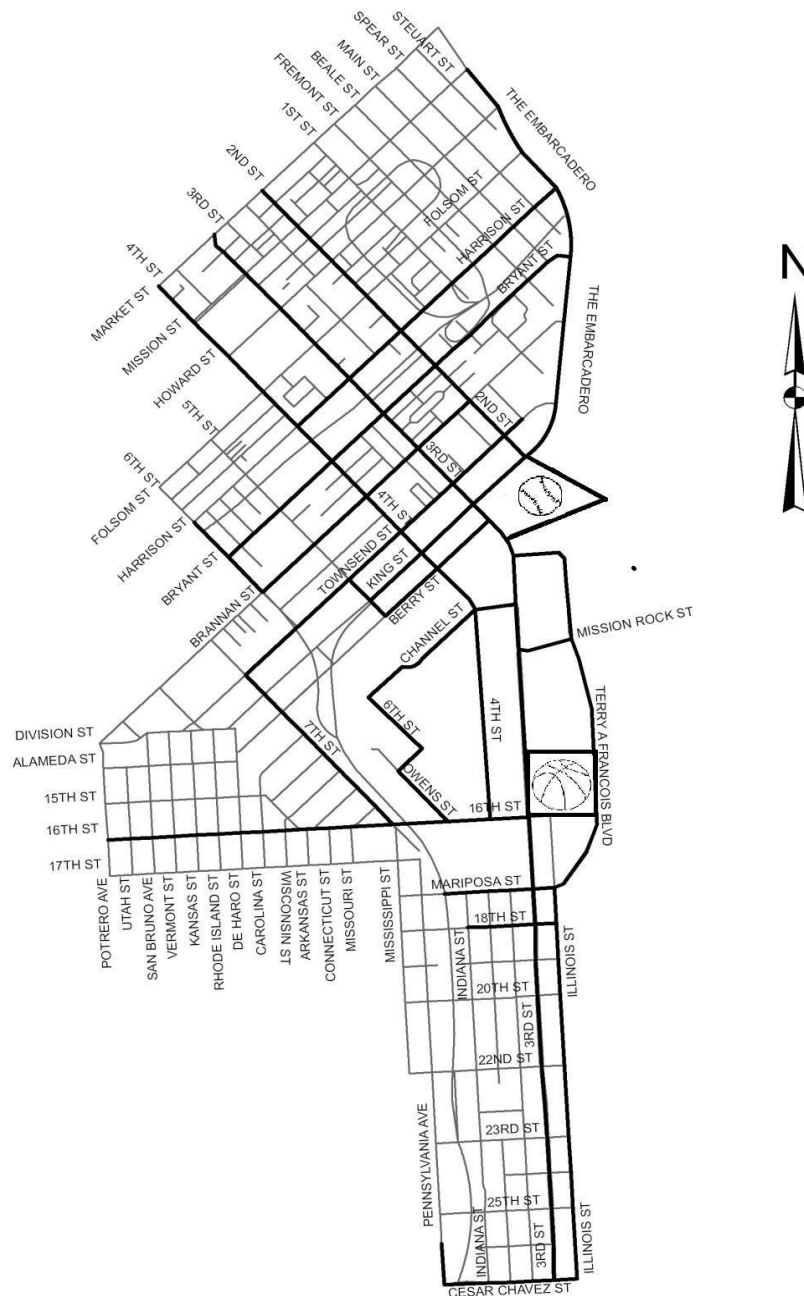 STEUART ST
SPEAR ST
MAIN ST
BEALE ST
FREMONT ST
1ST ST
2ND ST
3RD ST
4TH ST
MARKET ST
MISSION ST
HOWARD ST
5TH ST
6TH ST
FOLSOM ST
HARRISON ST
BRYANT ST
BRANNAN ST
THE EMBARCADERO
FOLSOM ST
HARRISON ST
BRYANT ST
THE EMBARCADERO
N
2ND ST
3RD ST
4TH ST
TOWNSEND ST
KING ST
BERRY ST
CHANNEL ST
MISSION ROCK ST
6TH ST
4TH ST
TERRY A FRANCOIS BLVD
7TH ST
OWENS ST
16TH ST
DIVISION ST
ALAMEDA ST
15TH ST
16TH ST
17TH ST
POTRERO AVE
UTAH ST
SAN BRUNO AVE
VERMONT ST
KANSAS ST
RHODE ISLAND ST
DE HARO ST
CAROLINA ST
WISCONSIN ST
ARKANSAS ST
CONNECTICUT ST
MISSOURI ST
MISSISSIPPI ST
MARIPOSA ST
18TH ST
INDIANA ST
ILLINOIS ST
20TH ST
3RD ST
22ND ST
PENNSYLVANIA AVE
23RD ST
25TH ST
INDIANA ST
3RD ST
ILLINOIS ST
CESAR CHAVEZ ST